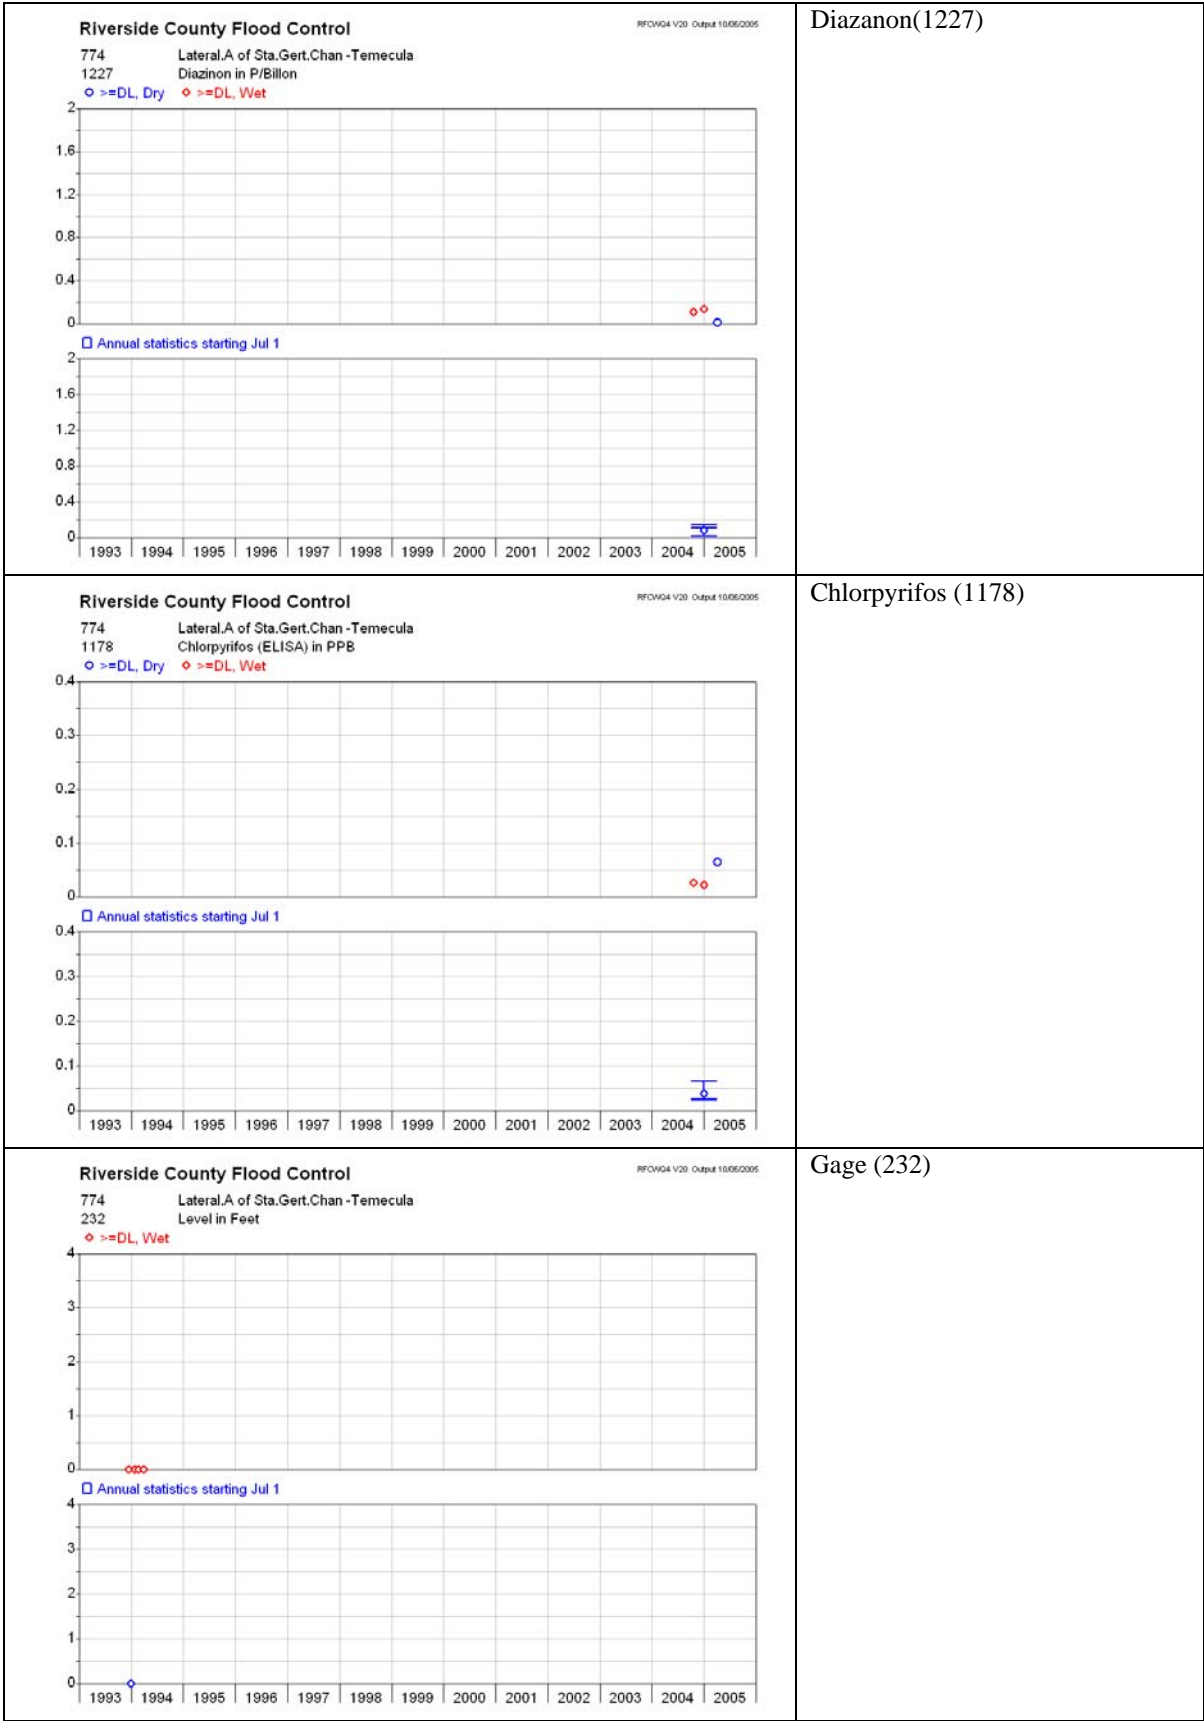 Riverside County Flood Control
RFCWQ4 V20 Output 10/06/2005
774 Lateral.A of Sta.Gert.Chan -Temecula
1227 Diazinon in P/Billon
>=DL, Dry >=DL, Wet
2
1.6
1.2
0.8
0.4
0
Annual statistics starting Jul 1
2
1.6
1.2
0.8
0.4
0
1993 1994 1995 1996 1997 1998 1999 2000 2001 2002 2003 2004 2005
Diazanon(1227)
Riverside County Flood Control
RFCWQ4 V20 Output 10/06/2005
774 Lateral.A of Sta.Gert.Chan -Temecula
1178 Chlorpyrifos (ELISA) in PPB
>=DL, Dry >=DL, Wet
0.4
0.3
0.2
0.1
0
Annual statistics starting Jul 1
0.4
0.3
0.2
0.1
0
1993 1994 1995 1996 1997 1998 1999 2000 2001 2002 2003 2004 2005
Chlorpyrifos (1178)
Riverside County Flood Control
RFCWQ4 V20 Output 10/06/2005
774 Lateral.A of Sta.Gert.Chan -Temecula
232 Level in Feet
>=DL, Wet
4
3
2
1
0
Annual statistics starting Jul 1
4
3
2
1
0
1993 1994 1995 1996 1997 1998 1999 2000 2001 2002 2003 2004 2005
Gage (232)